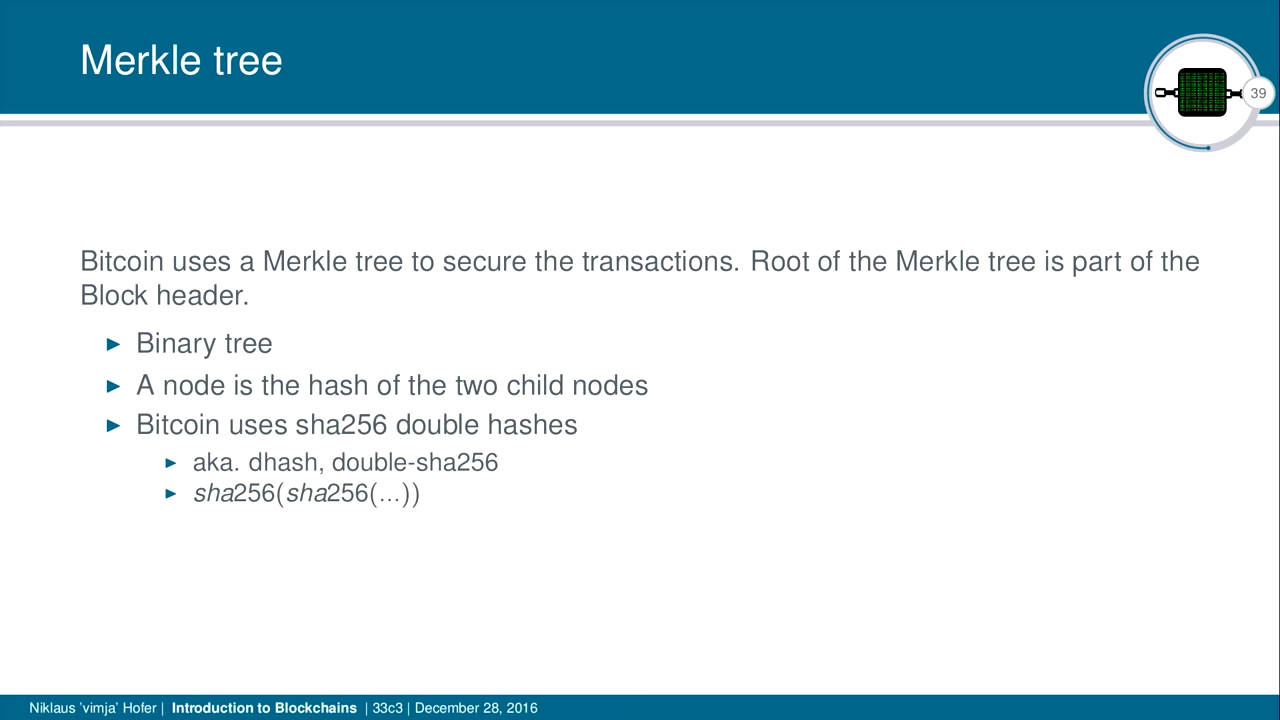 Merkle tree
39
Bitcoin uses a Merkle tree to secure the transactions. Root of the Merkle tree is part of the
Block header.
Binary tree
A node is the hash of the two child nodes
Bitcoin uses sha256 double hashes
aka. dhash, double-sha256
sha256(sha256(...))
Niklaus 'vimja' Hofer | Introduction to Blockchains | 33c3 | December 28, 2016